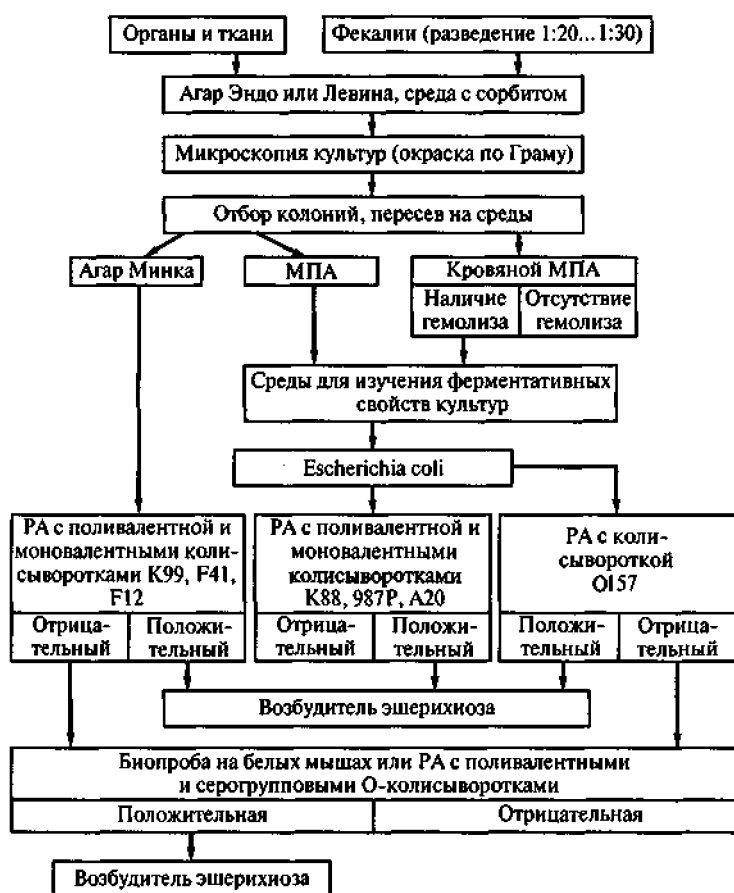 Органы и ткани
Фекалии (разведение 1:20... 1:30)
Агар Эндо или Левина, среда с сорбитом
Микроскопия культур (окраска по Граму)
Отбор колоний, пересев на среды
Агар Минка
МПА
Кровяной МПА
Наличие
гемолиза
Отсутствие
гемолиза
Среды для изучения ферментативных
свойств культур
Escherichia coli
РА с поливалентной и
моновалентными коли-
сыворотками К99, F41,
F12
Отрица-
тельный
Положи-
тельный
РА с поливалентной и
моновалентными
колисыворотками
К88, 987Р, А20
Отрица-
тельный
Положи-
тельный
РА с коли-
сывороткой
О157
Положи-
тельный
Отрица-
тельный
Возбудитель эшерихиоза
Биопроба на белых мышах или РА с поливалентными
и серогрупповыми О-колисыворотками
Положительная
Отрицательная
Возбудитель эшерихиоза